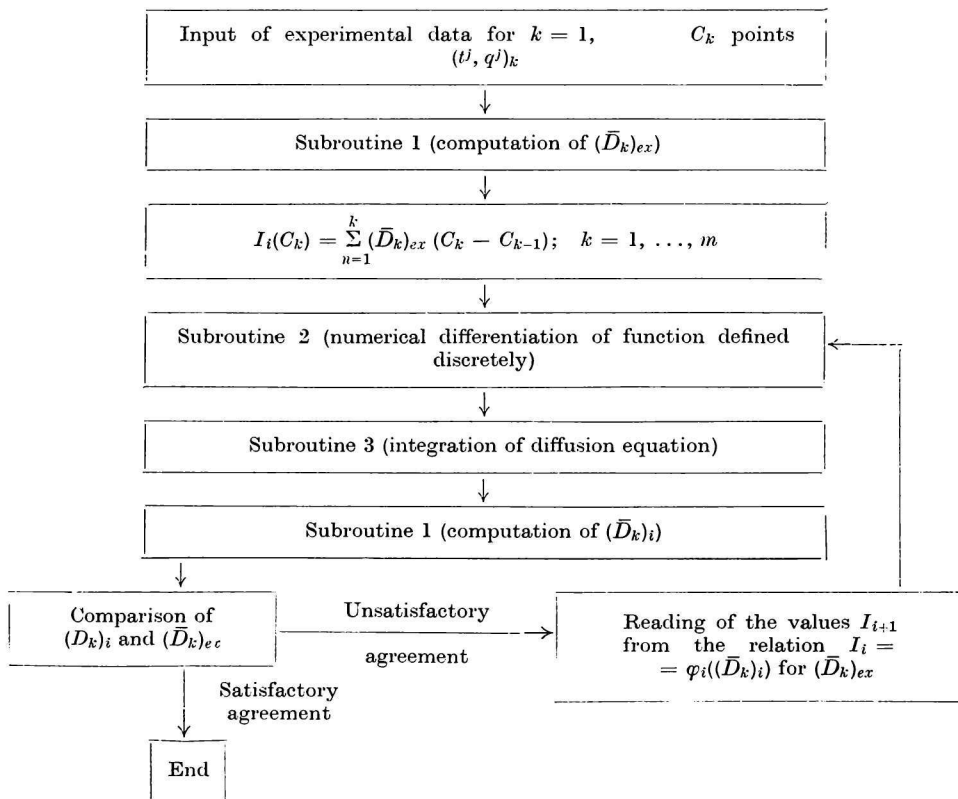 Input of experimental data for k = 1, C_k points
(t^j, q^j)_k
Subroutine 1 (computation of (D̄_k)_ex)
I_i(C_k) = Σ_{n=1}^{k} (D̄_k)_ex (C_k − C_{k−1}); k = 1, ..., m
Subroutine 2 (numerical differentiation of function defined
discretely)
Subroutine 3 (integration of diffusion equation)
Subroutine 1 (computation of (D̄_k)_i)
Comparison of
(D_k)_i and (D̄_k)_ec
Unsatisfactory
agreement
Reading of the values I_{i+1}
from the relation I_i =
= φ_i((D̄_k)_i) for (D̄_k)_ex
Satisfactory
agreement
End